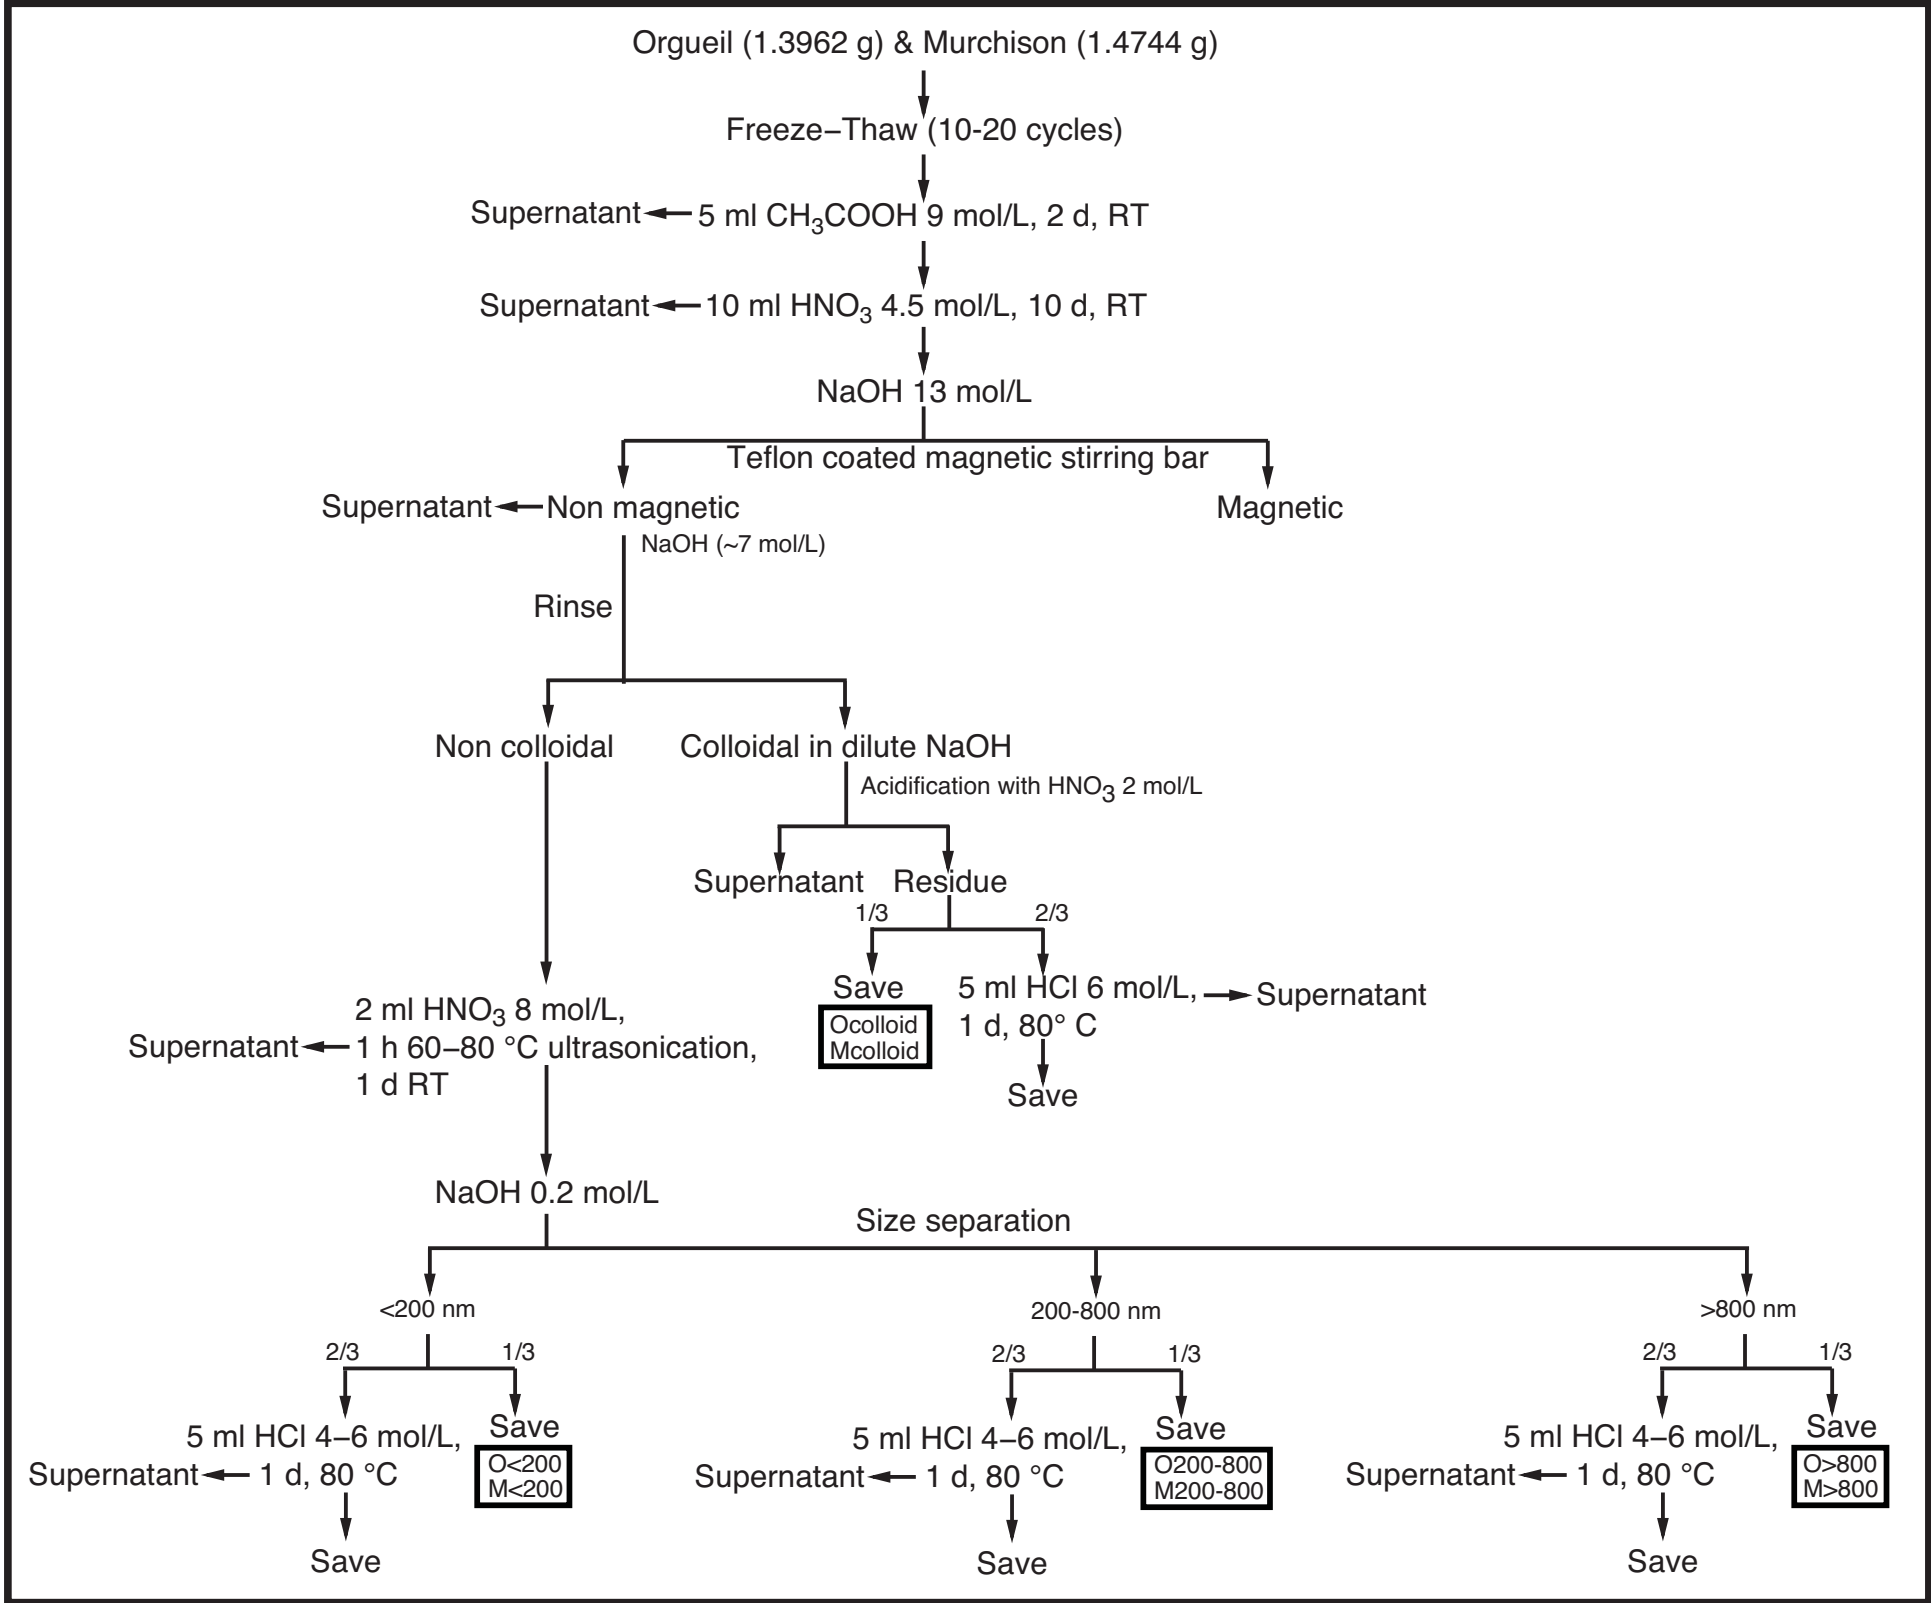 Orgueil (1.3962 g) & Murchison (1.4744 g)
Freeze–Thaw (10-20 cycles)
Supernatant
5 ml CH₃COOH 9 mol/L, 2 d, RT
Supernatant
10 ml HNO₃ 4.5 mol/L, 10 d, RT
NaOH 13 mol/L
Teflon coated magnetic stirring bar
Supernatant
Non magnetic
Magnetic
NaOH (~7 mol/L)
Rinse
Non colloidal
Colloidal in dilute NaOH
Acidification with HNO₃ 2 mol/L
Supernatant
Residue
1/3
2/3
Save
Ocolloid
Mcolloid
5 ml HCl 6 mol/L,
1 d, 80° C
Supernatant
Save
2 ml HNO₃ 8 mol/L,
Supernatant
1 h 60–80 °C ultrasonication,
1 d RT
NaOH 0.2 mol/L
Size separation
<200 nm
2/3
1/3
5 ml HCl 4–6 mol/L,
Supernatant
1 d, 80 °C
Save
Save
O<200
M<200
200-800 nm
2/3
1/3
5 ml HCl 4–6 mol/L,
Supernatant
1 d, 80 °C
Save
Save
O200-800
M200-800
>800 nm
2/3
1/3
5 ml HCl 4–6 mol/L,
Supernatant
1 d, 80 °C
Save
Save
O>800
M>800